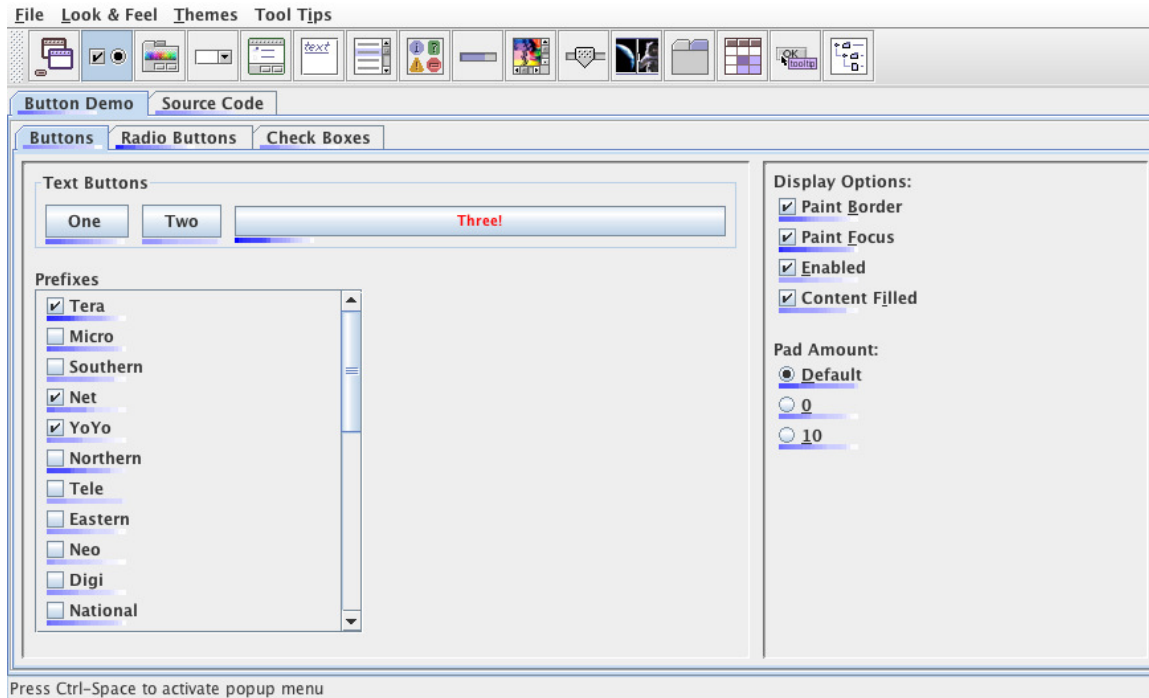 File Look & Feel Themes Tool Tips
text
OK
tooltip
Button Demo Source Code
Buttons Radio Buttons Check Boxes
Text Buttons
One Two Three!
Prefixes
Tera
Micro
Southern
Net
YoYo
Northern
Tele
Eastern
Neo
Digi
National
Display Options:
Paint Border
Paint Focus
Enabled
Content Filled
Pad Amount:
Default
0
10
Press Ctrl-Space to activate popup menu